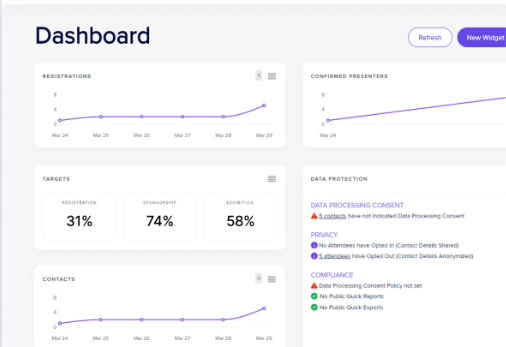 Dashboard
Refresh
New Widget
REGISTRATIONS
8
4
0
Mar 24 Mar 25 Mar 26 Mar 27 Mar 28 Mar 29
CONFIRMED PRESENTERS
8
4
0
Mar 24
TARGETS
REGISTRATION
31%
SPONSORSHIP
74%
EXHIBITION
58%
DATA PROTECTION
DATA PROCESSING CONSENT
5 contacts have not indicated Data Processing Consent
PRIVACY
No Attendees have Opted In (Contact Details Shared)
5 attendees have Opted Out (Contact Details Anonymized)
COMPLIANCE
Data Processing Consent Policy not set
No Public Quick Reports
No Public Quick Exports
CONTACTS
8
4
0
Mar 24 Mar 25 Mar 26 Mar 27 Mar 28 Mar 29